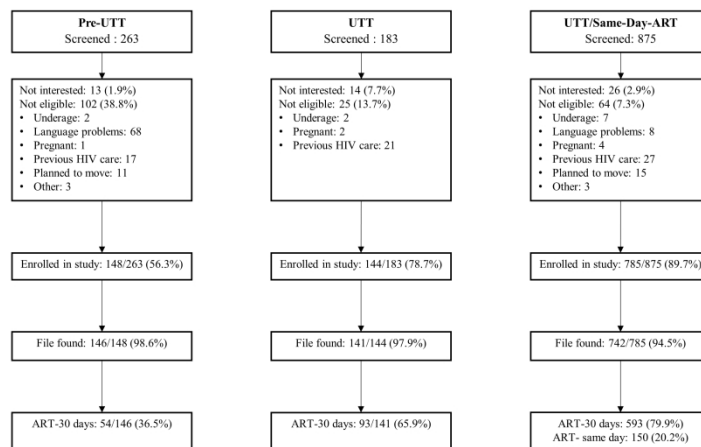 Pre-UTT
Screened : 263
Not interested: 13 (1.9%)
Not eligible: 102 (38.8%)
• Underage: 2
• Language problems: 68
• Pregnant: 1
• Previous HIV care: 17
• Planned to move: 11
• Other: 3
Enrolled in study: 148/263 (56.3%)
File found: 146/148 (98.6%)
ART-30 days: 54/146 (36.5%)
UTT
Screened : 183
Not interested: 14 (7.7%)
Not eligible: 25 (13.7%)
• Underage: 2
• Pregnant: 2
• Previous HIV care: 21
Enrolled in study: 144/183 (78.7%)
File found: 141/144 (97.9%)
ART-30 days: 93/141 (65.9%)
UTT/Same-Day-ART
Screened: 875
Not interested: 26 (2.9%)
Not eligible: 64 (7.3%)
• Underage: 7
• Language problems: 8
• Pregnant: 4
• Previous HIV care: 27
• Planned to move: 15
• Other: 3
Enrolled in study: 785/875 (89.7%)
File found: 742/785 (94.5%)
ART-30 days: 593 (79.9%)
ART- same day: 150 (20.2%)